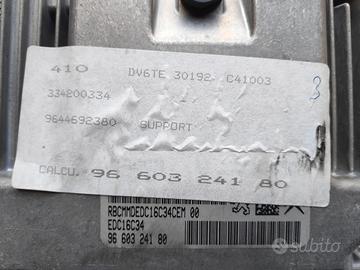 410 DV6TE 30192 C41003
334200334
9644692380 SUPPORT
3
CALCU. 96 603 241 80
RBCMMDEDC16C34CEM 00
EDC16C34
96 603 241 80
subito